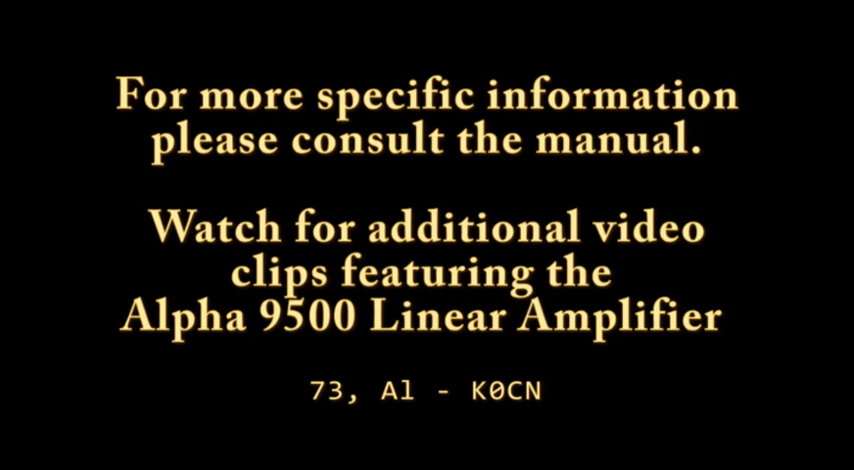 For more specific information
please consult the manual.
Watch for additional video
clips featuring the
Alpha 9500 Linear Amplifier
73, Al - K0CN